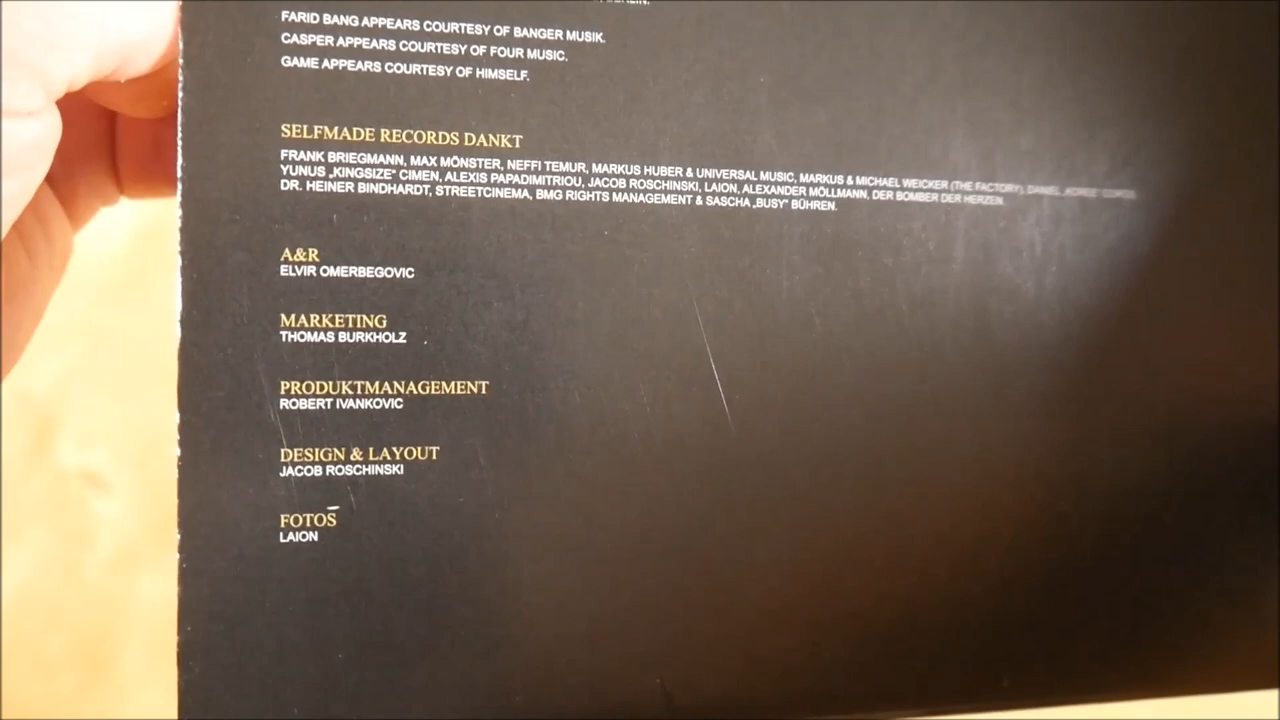 FARID BANG APPEARS COURTESY OF BANGER MUSIK.
CASPER APPEARS COURTESY OF FOUR MUSIC.
GAME APPEARS COURTESY OF HIMSELF.
SELFMADE RECORDS DANKT
FRANK BRIEGMANN, MAX MÖNSTER, NEFFI TEMUR, MARKUS HUBER & UNIVERSAL MUSIC, MARKUS & MICHAEL WEICKER (THE FACTORY), DANIEL
YUNUS „KINGSIZE“ CIMEN, ALEXIS PAPADIMITRIOU, JACOB ROSCHINSKI, LAION, ALEXANDER MÖLLMANN, DER BOMBER DER HERZEN,
DR. HEINER BINDHARDT, STREETCINEMA, BMG RIGHTS MANAGEMENT & SASCHA „BUSY“ BÜHREN.
A&R
ELVIR OMERBEGOVIC
MARKETING
THOMAS BURKHOLZ
PRODUKTMANAGEMENT
ROBERT IVANKOVIC
DESIGN & LAYOUT
JACOB ROSCHINSKI
FOTOS
LAION